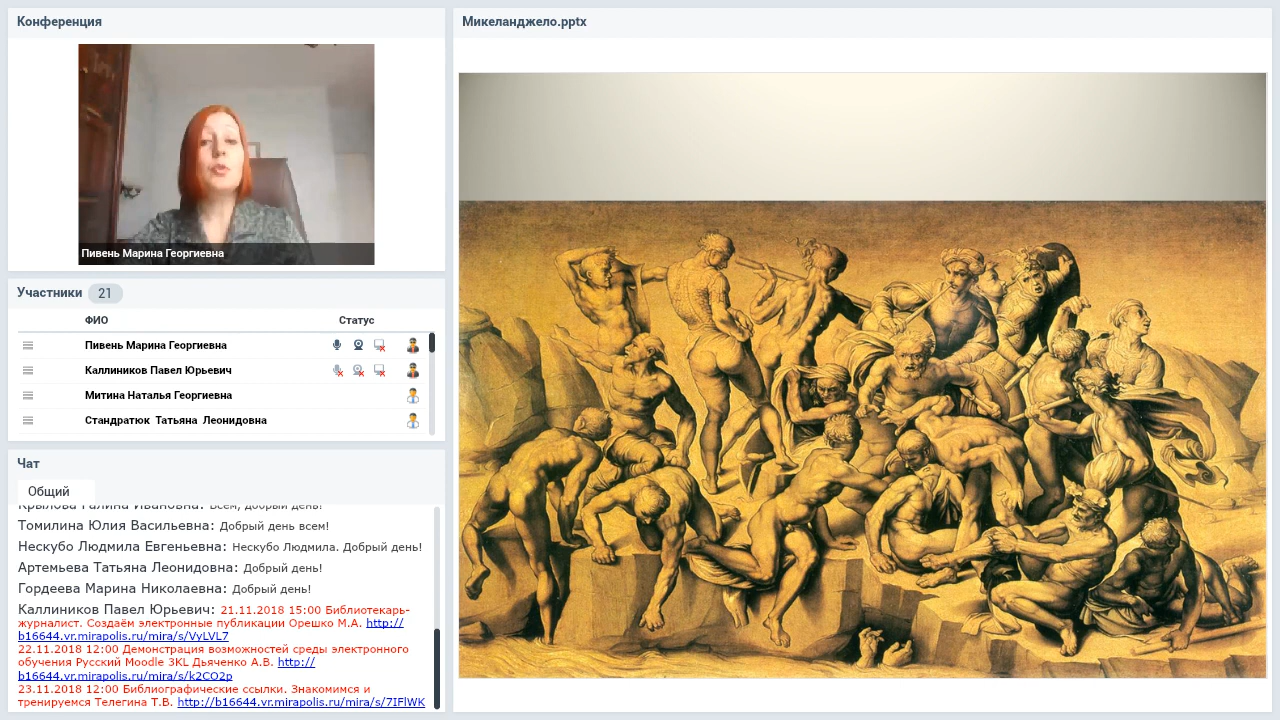 Конференция
Пивень Марина Георгиевна
Участники 21
ФИО Статус
Пивень Марина Георгиевна
Каллиников Павел Юрьевич
Митина Наталья Георгиевна
Стандратюк Татьяна Леонидовна
Чат
Общий
Крылова Галина Ивановна: Всем, добрый день!
Томилина Юлия Васильевна: Добрый день всем!
Нескубо Людмила Евгеньевна: Нескубо Людмила. Добрый день!
Артемьева Татьяна Леонидовна: Добрый день!
Гордеева Марина Николаевна: Добрый день!
Каллиников Павел Юрьевич: 21.11.2018 15:00 Библиотекарь-
журналист. Создаём электронные публикации Орешко М.А. http://
b16644.vr.mirapolis.ru/mira/s/VyLVL7
22.11.2018 12:00 Демонстрация возможностей среды электронного
обучения Русский Moodle 3KL Дьяченко А.В. http://
b16644.vr.mirapolis.ru/mira/s/k2CO2p
23.11.2018 12:00 Библиографические ссылки. Знакомимся и
тренируемся Телегина Т.В. http://b16644.vr.mirapolis.ru/mira/s/7IFlWK
Микеланджело.pptx